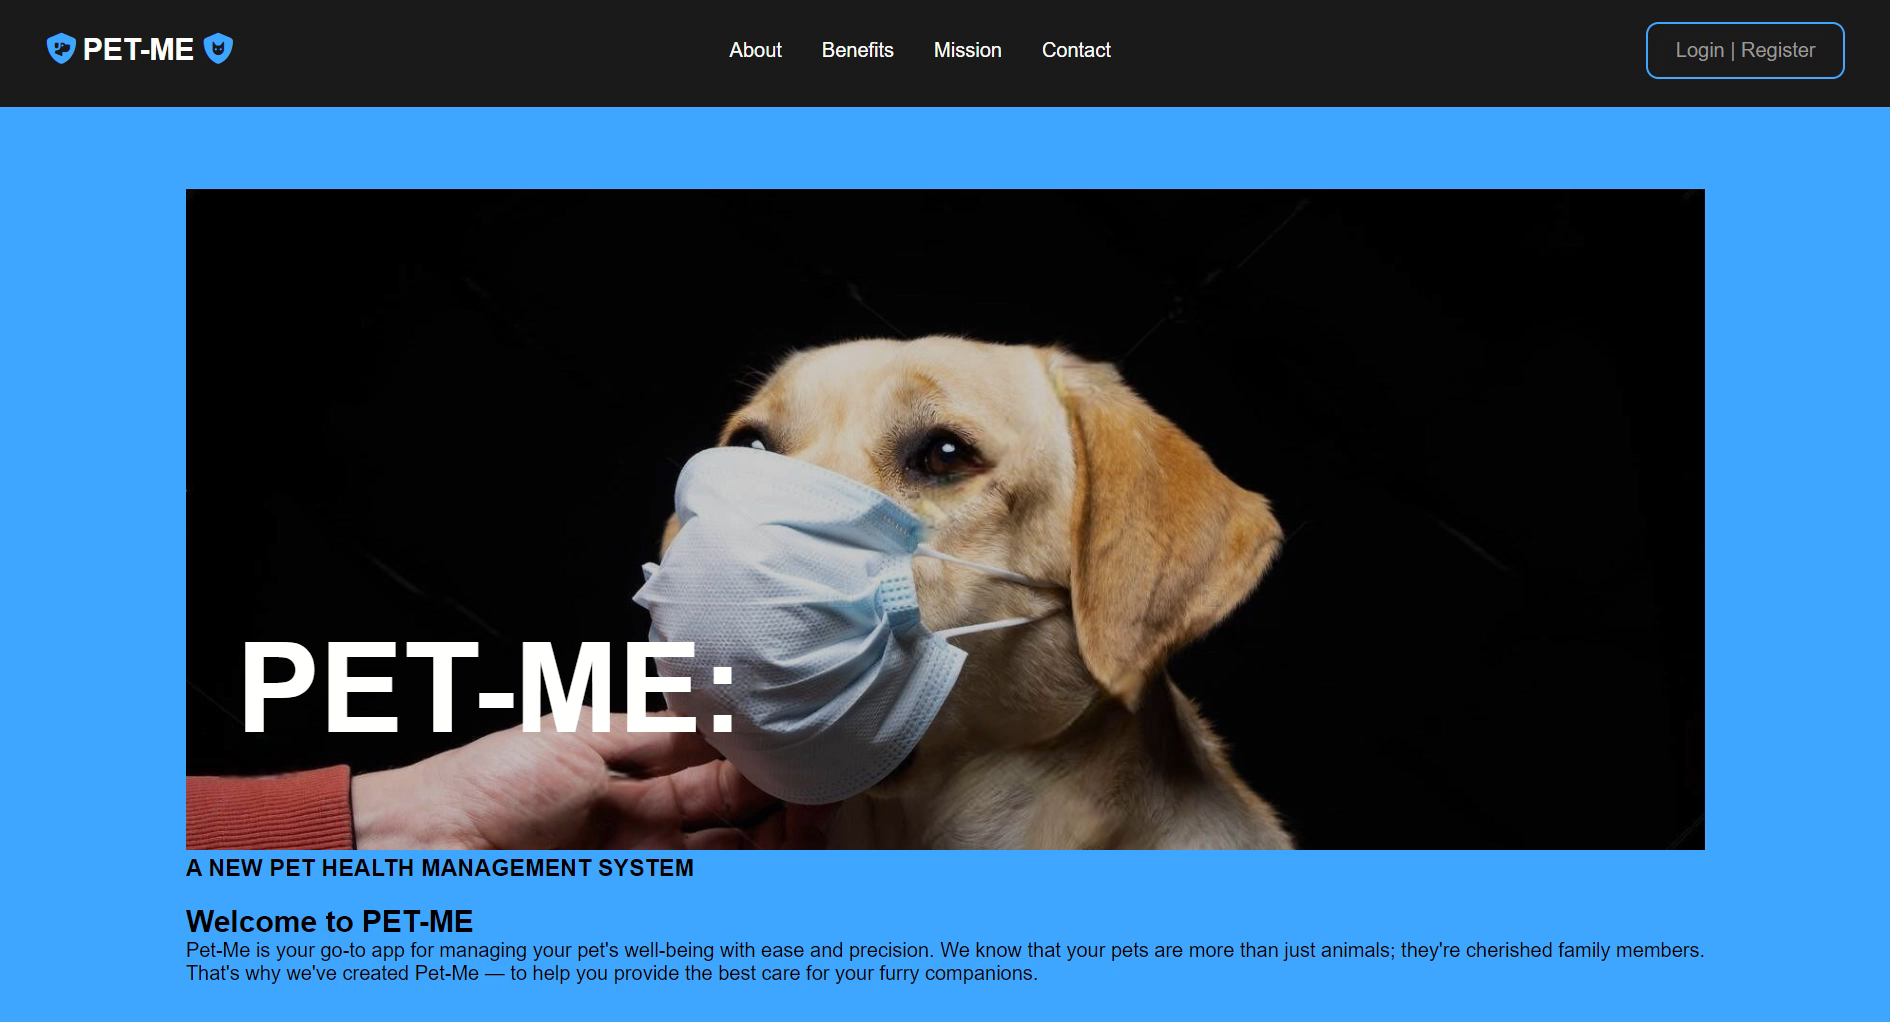 PET-ME
About Benefits Mission Contact
Login | Register
PET-ME:
A NEW PET HEALTH MANAGEMENT SYSTEM
Welcome to PET-ME
Pet-Me is your go-to app for managing your pet's well-being with ease and precision. We know that your pets are more than just animals; they're cherished family members.
That's why we've created Pet-Me — to help you provide the best care for your furry companions.